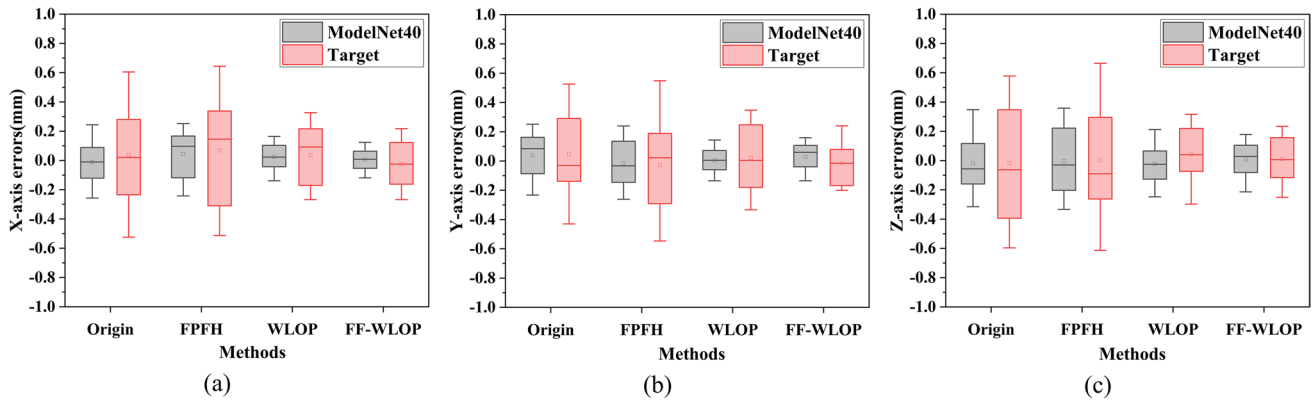 1.0
0.8
0.6
0.4
0.2
0.0
-0.2
-0.4
-0.6
-0.8
-1.0
X-axis errors(mm)
ModelNet40
Target
Origin FPFH WLOP FF-WLOP
Methods
(a)
1.0
0.8
0.6
0.4
0.2
0.0
-0.2
-0.4
-0.6
-0.8
-1.0
Y-axis errors(mm)
ModelNet40
Target
Origin FPFH WLOP FF-WLOP
Methods
(b)
1.0
0.8
0.6
0.4
0.2
0.0
-0.2
-0.4
-0.6
-0.8
-1.0
Z-axis errors(mm)
ModelNet40
Target
Origin FPFH WLOP FF-WLOP
Methods
(c)